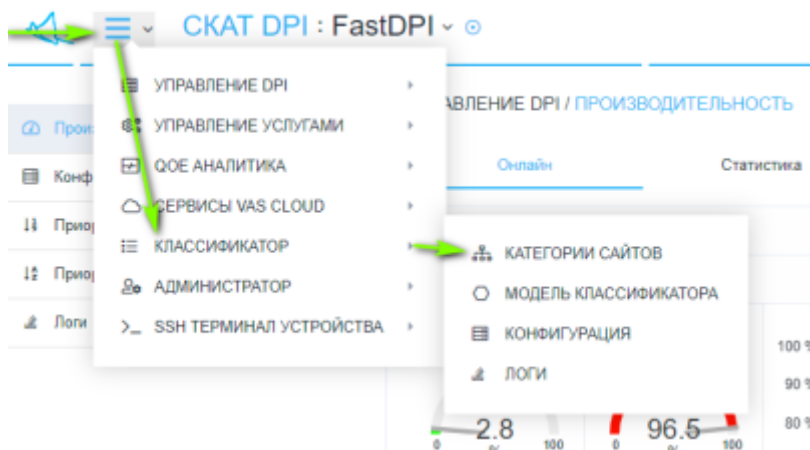 СКАТ DPI : FastDPI
УПРАВЛЕНИЕ DPI
УПРАВЛЕНИЕ УСЛУГАМИ
QOE АНАЛИТИКА
СЕРВИСЫ VAS CLOUD
КЛАССИФИКАТОР
АДМИНИСТРАТОР
>_ SSH ТЕРМИНАЛ УСТРОЙСТВА
АВЛЕНИЕ DPI / ПРОИЗВОДИТЕЛЬНОСТЬ
Онлайн Статистика
КАТЕГОРИИ САЙТОВ
МОДЕЛЬ КЛАССИФИКАТОРА
КОНФИГУРАЦИЯ
ЛОГИ
Прои
Конф
Прио
Прио
Логи
100 %
90 %
80 %
2.8
0 % 100
96.5
0 % 100